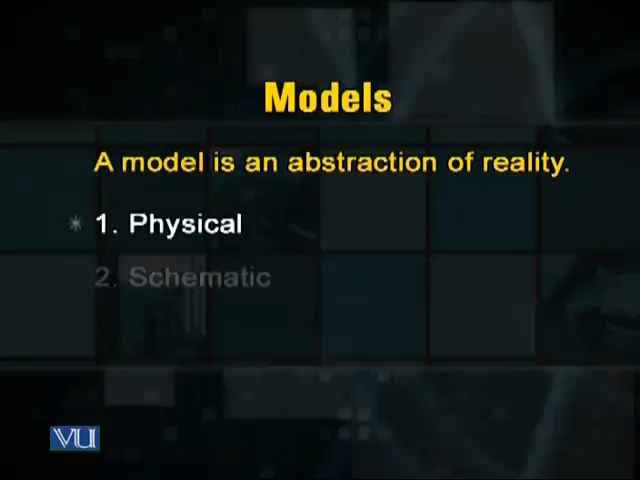 Models
A model is an abstraction of reality.
1. Physical
2. Schematic
VU